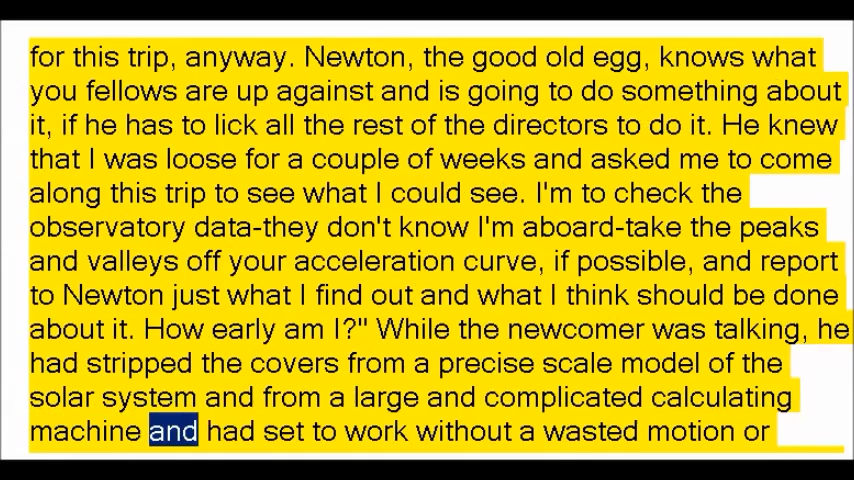 for this trip, anyway. Newton, the good old egg, knows what
you fellows are up against and is going to do something about
it, if he has to lick all the rest of the directors to do it. He knew
that I was loose for a couple of weeks and asked me to come
along this trip to see what I could see. I'm to check the
observatory data-they don't know I'm aboard-take the peaks
and valleys off your acceleration curve, if possible, and report
to Newton just what I find out and what I think should be done
about it. How early am I?" While the newcomer was talking, he
had stripped the covers from a precise scale model of the
solar system and from a large and complicated calculating
machine and had set to work without a wasted motion or